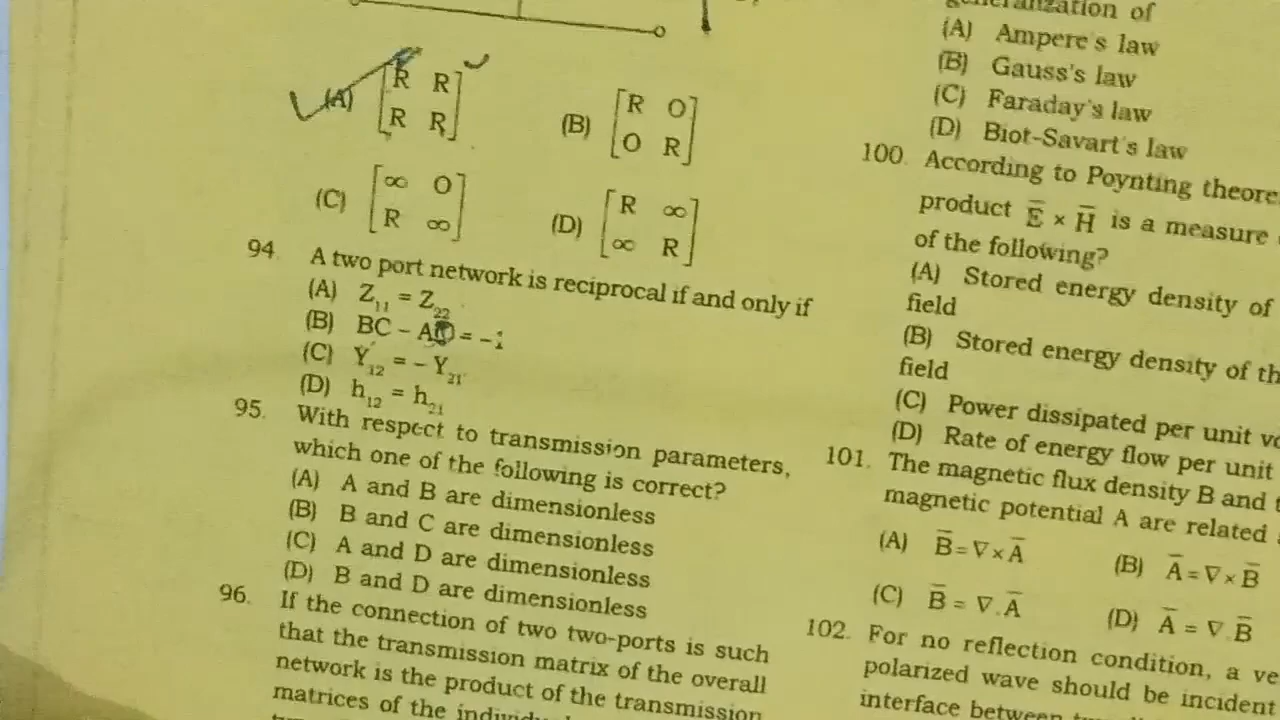 (A) [R R
R R]
(B) [R O
O R]
(C) [∞ O
R ∞]
(D) [R ∞
∞ R]
94. A two port network is reciprocal if and only if
(A) Z₁₁ = Z₂₂
(B) BC – AD = –1
(C) Y₁₂ = – Y₂₁
(D) h₁₂ = h₂₁
95. With respect to transmission parameters,
which one of the following is correct?
(A) A and B are dimensionless
(B) B and C are dimensionless
(C) A and D are dimensionless
(D) B and D are dimensionless
96. If the connection of two two-ports is such
that the transmission matrix of the overall
network is the product of the transmission
matrices of the
of
(A) Ampere's law
(B) Gauss's law
(C) Faraday's law
(D) Biot-Savart's law
100. According to Poynting
product E̅ × H̅ is a measure
of the following?
(A) Stored energy density of
field
(B) Stored energy density of
field
(C) Power dissipated per unit
(D) Rate of energy flow per unit
101. The magnetic flux density B and
magnetic potential A are related
(A) B̅ = ∇ × A̅
(B) A̅ = ∇ × B̅
(C) B̅ = ∇ . A̅
(D) A̅ = ∇ . B̅
102. For no reflection condition, a
polarized wave should be incident
interface between